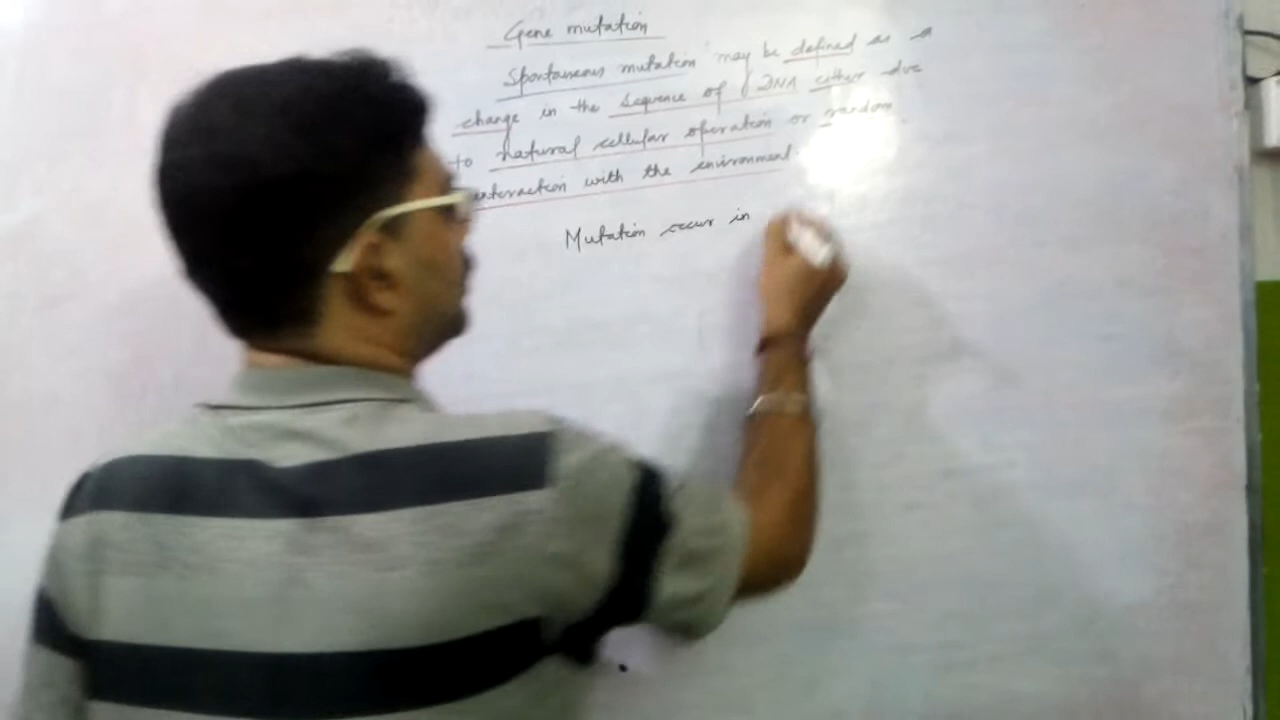 Gene mutation
Spontaneous mutation may be defined as a
change in the sequence of DNA either due
to natural cellular operation or random
interaction with the environment
Mutation occur in